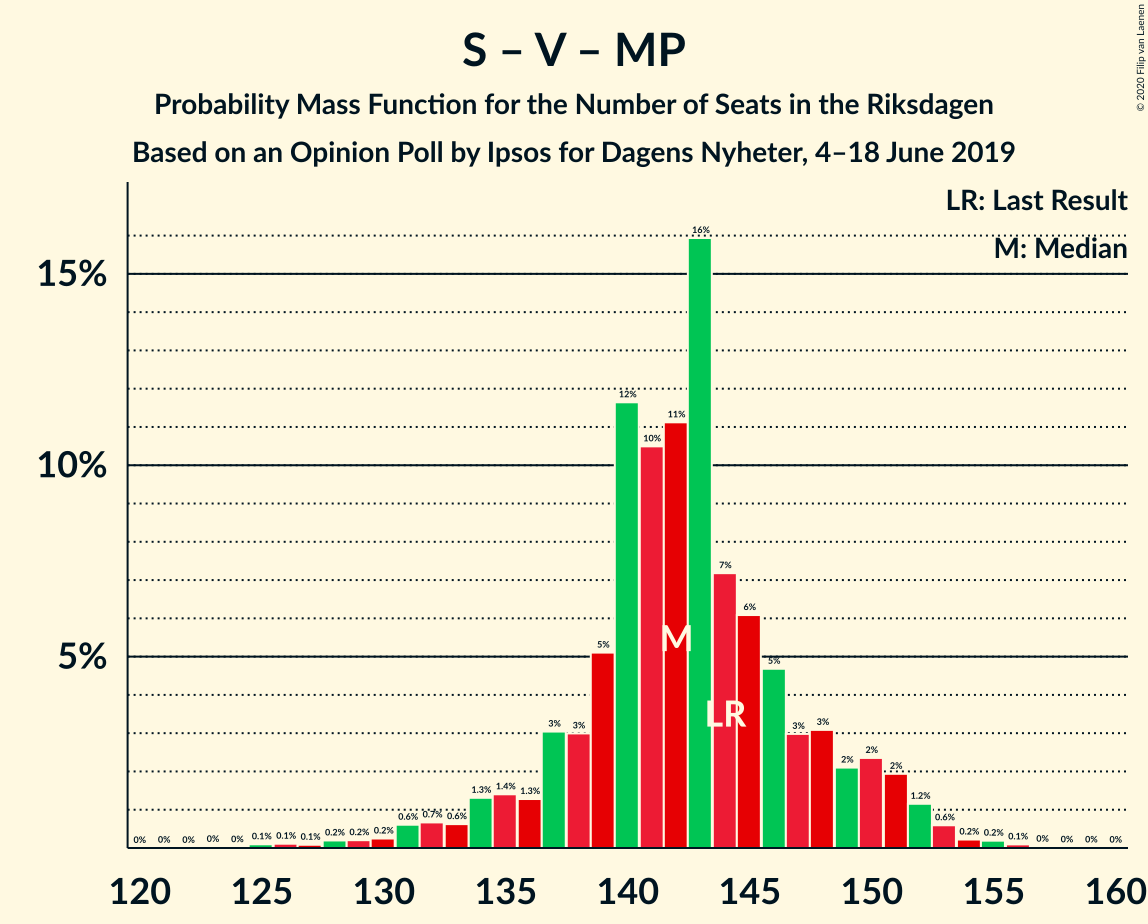 S – V – MP
Probability Mass Function for the Number of Seats in the Riksdagen
Based on an Opinion Poll by Ipsos for Dagens Nyheter, 4–18 June 2019
© 2020 Filip van Laenen
LR: Last Result
M: Median
15%
10%
5%
0% 0% 0% 0% 0% 0.1% 0.1% 0.1% 0.2% 0.2% 0.2% 0.6% 0.7% 0.6% 1.3% 1.4% 1.3% 3% 3% 5% 12% 10% 11% 16% 7% 6% 5% 3% 3% 2% 2% 2% 1.2% 0.6% 0.2% 0.2% 0.1% 0% 0% 0% 0%
M
LR
120 125 130 135 140 145 150 155 160